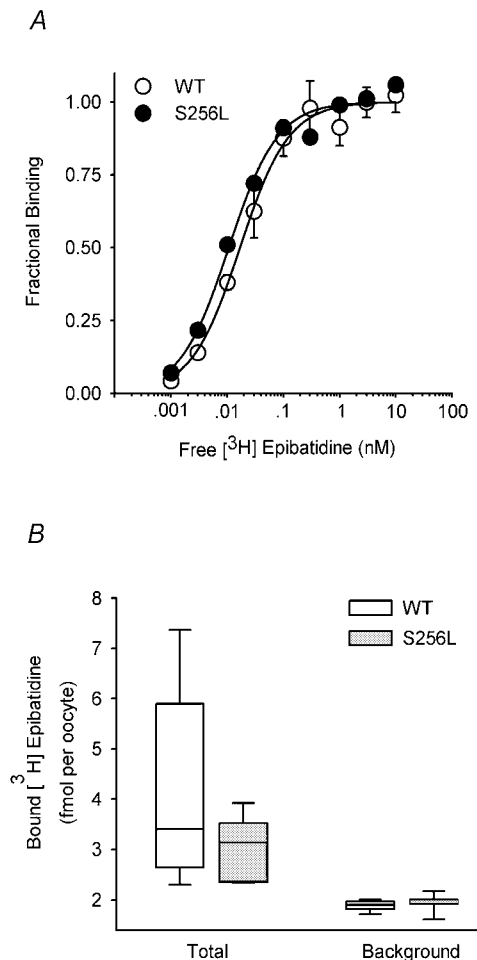 A
WT
S256L
1.00
0.75
0.50
0.25
0.00
Fractional Binding
.001 .01 .1 1 10 100
Free [3H] Epibatidine (nM)
B
8
7
6
5
4
3
2
WT
S256L
Bound [3H] Epibatidine
(fmol per oocyte)
Total Background